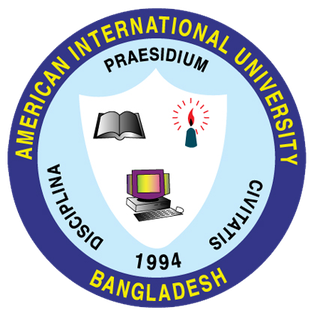 AMERICAN INTERNATIONAL UNIVERSITY
PRAESIDIUM
DISCIPLINA
CIVITATIS
1994
BANGLADESH